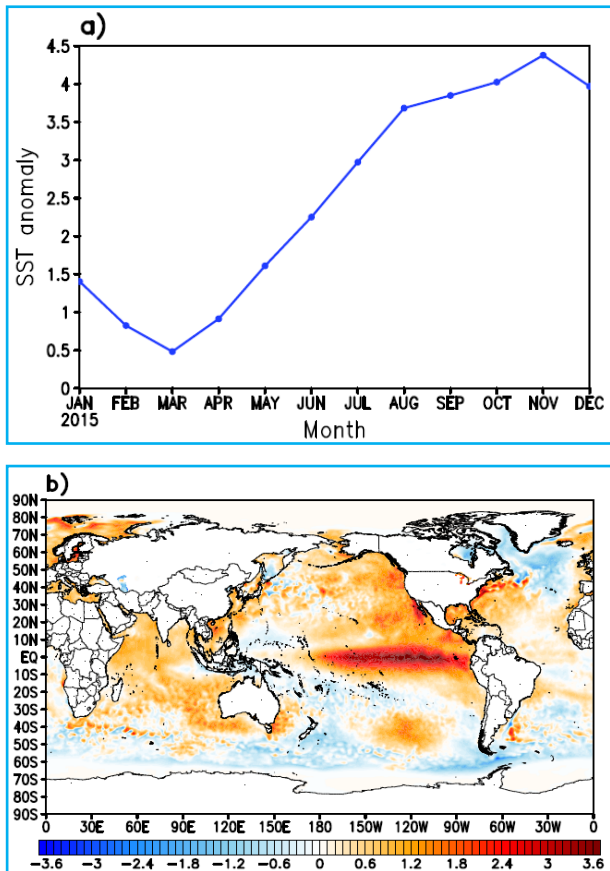 a)
4.5
4
3.5
3
2.5
2
1.5
1
0.5
0
SST anomaly
JAN FEB MAR APR MAY JUN JUL AUG SEP OCT NOV DEC
2015
Month
b)
90N
80N
70N
60N
50N
40N
30N
20N
10N
EQ
10S
20S
30S
40S
50S
60S
70S
80S
90S
0 30E 60E 90E 120E 150E 180 150W 120W 90W 60W 30W 0
-3.6 -3 -2.4 -1.8 -1.2 -0.6 0 0.6 1.2 1.8 2.4 3 3.6